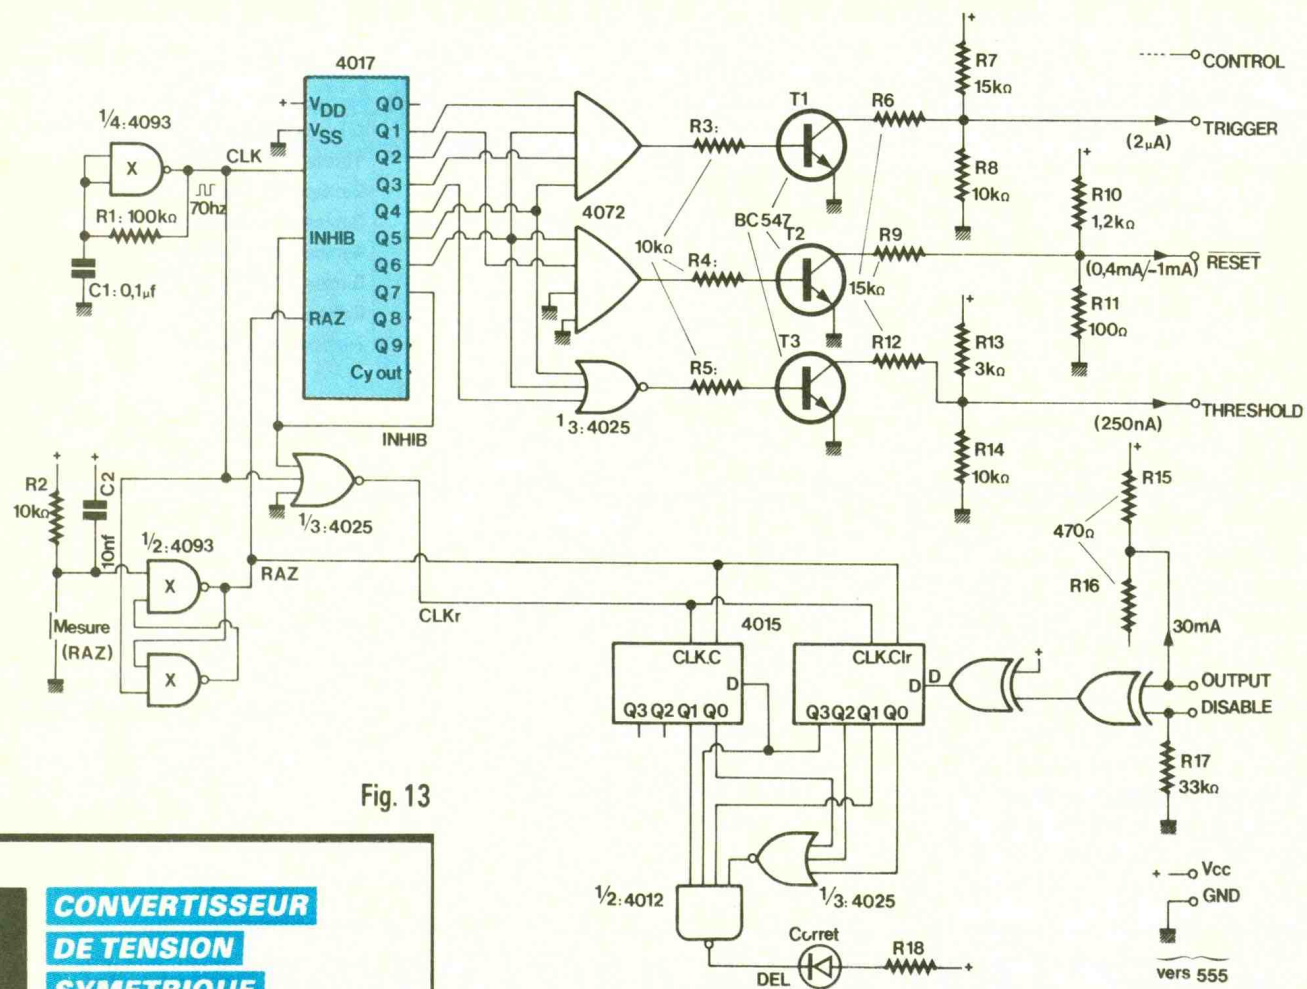 4017
VDD
VSS
INHIB
RAZ
Q0
Q1
Q2
Q3
Q4
Q5
Q6
Q7
Q8
Q9
Cy out
1/4:4093
X
CLK
70hz
R1: 100kΩ
C1: 0,1µf
INHIB
4072
R3:
10kΩ
R4:
R5:
1 3:4025
T1
BC 547
T2
T3
R6
15kΩ
R9
R12
+
R7
15kΩ
R8
10kΩ
+
R10
1,2kΩ
R11
100Ω
+
R13
3kΩ
R14
10kΩ
CONTROL
TRIGGER
(2µA)
RESET
(0,4mA/-1mA)
THRESHOLD
(250nA)
+
R15
470Ω
R16
30mA
OUTPUT
DISABLE
R17
33kΩ
+ Vcc
GND
vers 555
+
R2
10kΩ
+
C2
10nf
1/2:4093
X
X
Mesure
(RAZ)
RAZ
1/3:4025
CLKr
4015
CLK.C
D
Q3 Q2 Q1 Q0
CLK.Clr
D
Q3 Q2 Q1 Q0
D
+
1/2:4012
1/3:4025
Corret
DEL
R18
+
Fig. 13
CONVERTISSEUR
DE TENSION
SYMETRIQUE